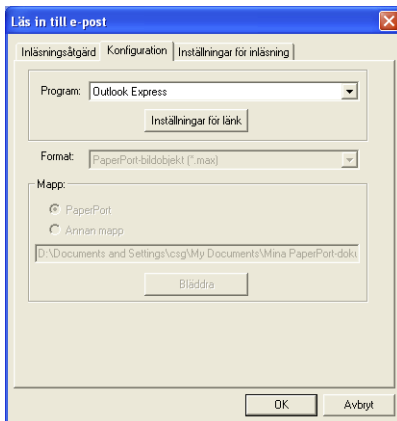 Läs in till e-post
Inläsningsåtgärd Konfiguration Inställningar för inläsning
Program: Outlook Express
Inställningar för länk
Format: PaperPort-bildobjekt (*.max)
Mapp:
PaperPort
Annan mapp
D:\Documents and Settings\csg\My Documents\Mina PaperPort-doku
Bläddra
OK Avbryt